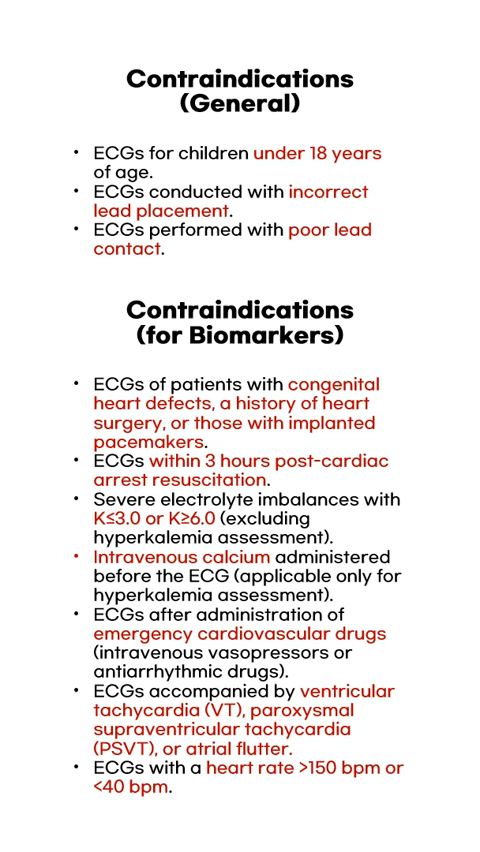 Contraindications
(General)
• ECGs for children under 18 years
of age.
• ECGs conducted with incorrect
lead placement.
• ECGs performed with poor lead
contact.
Contraindications
(for Biomarkers)
• ECGs of patients with congenital
heart defects, a history of heart
surgery, or those with implanted
pacemakers.
• ECGs within 3 hours post-cardiac
arrest resuscitation.
• Severe electrolyte imbalances with
K≤3.0 or K≥6.0 (excluding
hyperkalemia assessment).
• Intravenous calcium administered
before the ECG (applicable only for
hyperkalemia assessment).
• ECGs after administration of
emergency cardiovascular drugs
(intravenous vasopressors or
antiarrhythmic drugs).
• ECGs accompanied by ventricular
tachycardia (VT), paroxysmal
supraventricular tachycardia
(PSVT), or atrial flutter.
• ECGs with a heart rate >150 bpm or
<40 bpm.